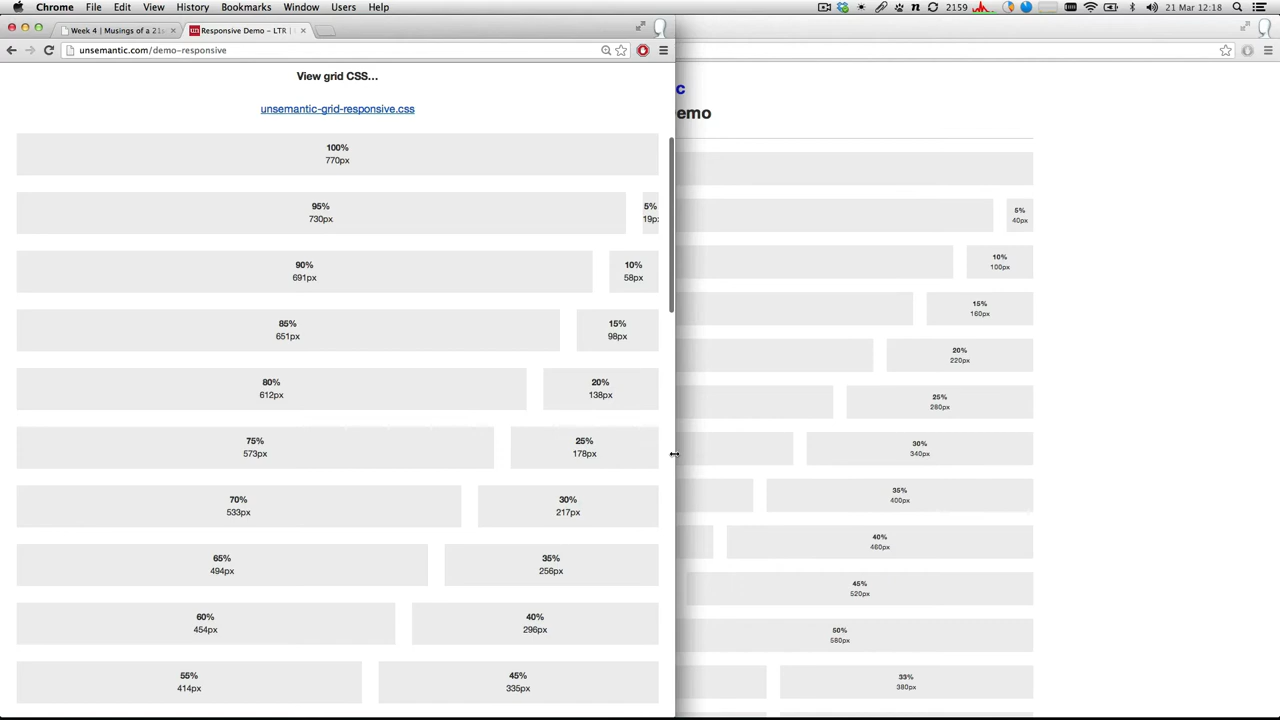 Chrome File Edit View History Bookmarks Window Users Help
2159 21 Mar 12:18
Week 4 | Musings of a 21s
un Responsive Demo – LTR |
unsemantic.com/demo-responsive
View grid CSS...
unsemantic-grid-responsive.css
100%
770px
95%
730px
5%
19p
90%
691px
10%
58px
85%
651px
15%
98px
80%
612px
20%
138px
75%
573px
25%
178px
70%
533px
30%
217px
65%
494px
35%
256px
60%
454px
40%
296px
55%
414px
45%
335px
c
emo
5%
40px
10%
100px
15%
160px
20%
220px
25%
280px
30%
340px
35%
400px
40%
460px
45%
520px
50%
580px
33%
380px